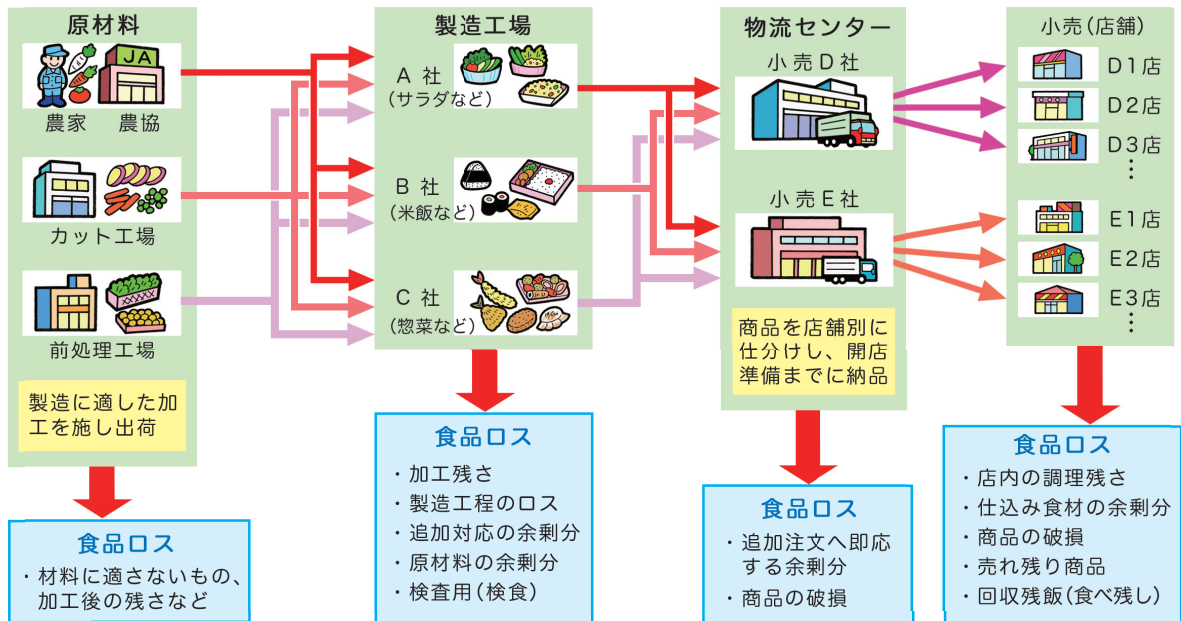 原材料
JA
農家
農協
カット工場
前処理工場
製造に適した加
工を施し出荷
食品ロス
・材料に適さないもの、
加工後の残さなど
製造工場
A 社
(サラダなど)
B 社
(米飯など)
C 社
(惣菜など)
食品ロス
・加工残さ
・製造工程のロス
・追加対応の余剰分
・原材料の余剰分
・検査用(検食)
物流センター
小売D社
小売E社
商品を店舗別に
仕分けし、開店
準備までに納品
食品ロス
・追加注文へ即応
する余剰分
・商品の破損
小売(店舗)
D1店
D2店
D3店
⋮
E1店
E2店
E3店
⋮
食品ロス
・店内の調理残さ
・仕込み食材の余剰分
・商品の破損
・売れ残り商品
・回収残飯(食べ残し)